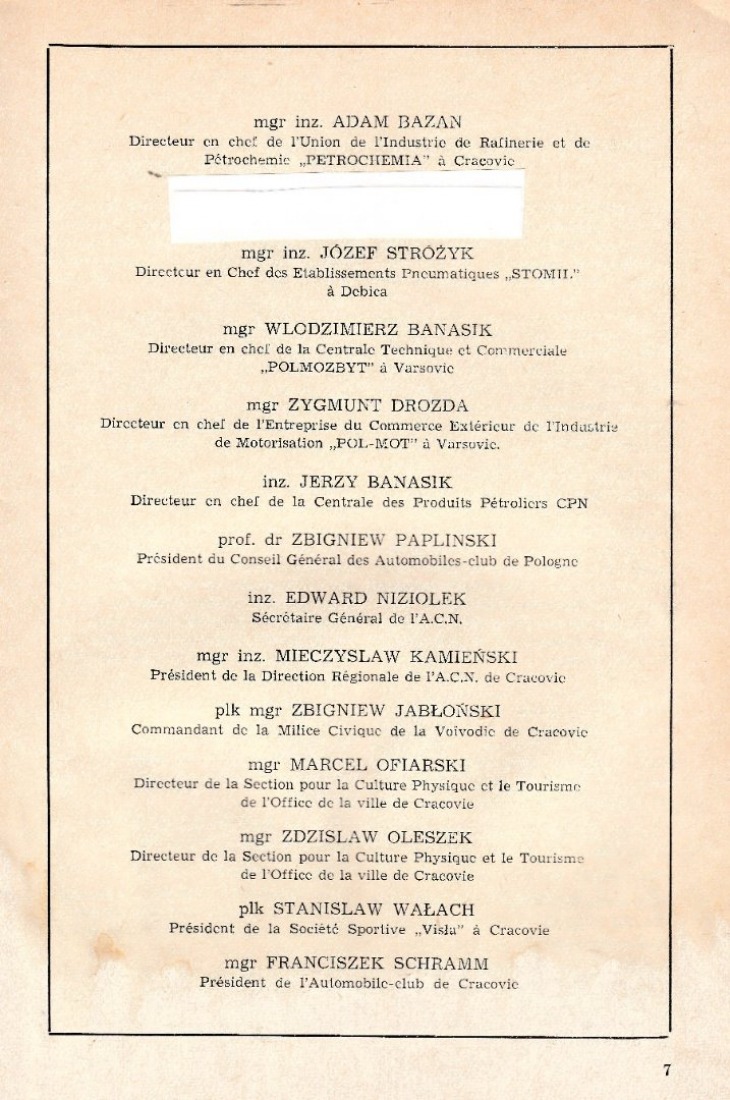 mgr inz. ADAM BAZAN
Directeur en chef de l'Union de l'Industrie de Rafinerie et de
Pétrochemie „PETROCHEMIA" à Cracovie
mgr inz. JÓZEF STRÓŻYK
Directeur en Chef des Etablissements Pneumatiques „STOMIL"
à Debica
mgr WLODZIMIERZ BANASIK
Directeur en chef de la Centrale Technique et Commerciale
„POLMOZBYT" à Varsovie
mgr ZYGMUNT DROZDA
Directeur en chef de l'Entreprise du Commerce Extérieur de l'Industrie
de Motorisation „POL-MOT" à Varsovie.
inz. JERZY BANASIK
Directeur en chef de la Centrale des Produits Pétroliers CPN
prof. dr ZBIGNIEW PAPLINSKI
Président du Conseil Général des Automobiles-club de Pologne
inz. EDWARD NIZIOLEK
Sécrétaire Général de l'A.C.N.
mgr inz. MIECZYSLAW KAMIEŃSKI
Président de la Direction Régionale de l'A.C.N. de Cracovie
plk mgr ZBIGNIEW JABŁOŃSKI
Commandant de la Milice Civique de la Voivodie de Cracovie
mgr MARCEL OFIARSKI
Directeur de la Section pour la Culture Physique et le Tourisme
de l'Office de la ville de Cracovie
mgr ZDZISLAW OLESZEK
Directeur de la Section pour la Culture Physique et le Tourisme
de l'Office de la ville de Cracovie
plk STANISLAW WAŁACH
Président de la Societé Sportive „Visła" à Cracovie
mgr FRANCISZEK SCHRAMM
Président de l'Automobile-club de Cracovie
7